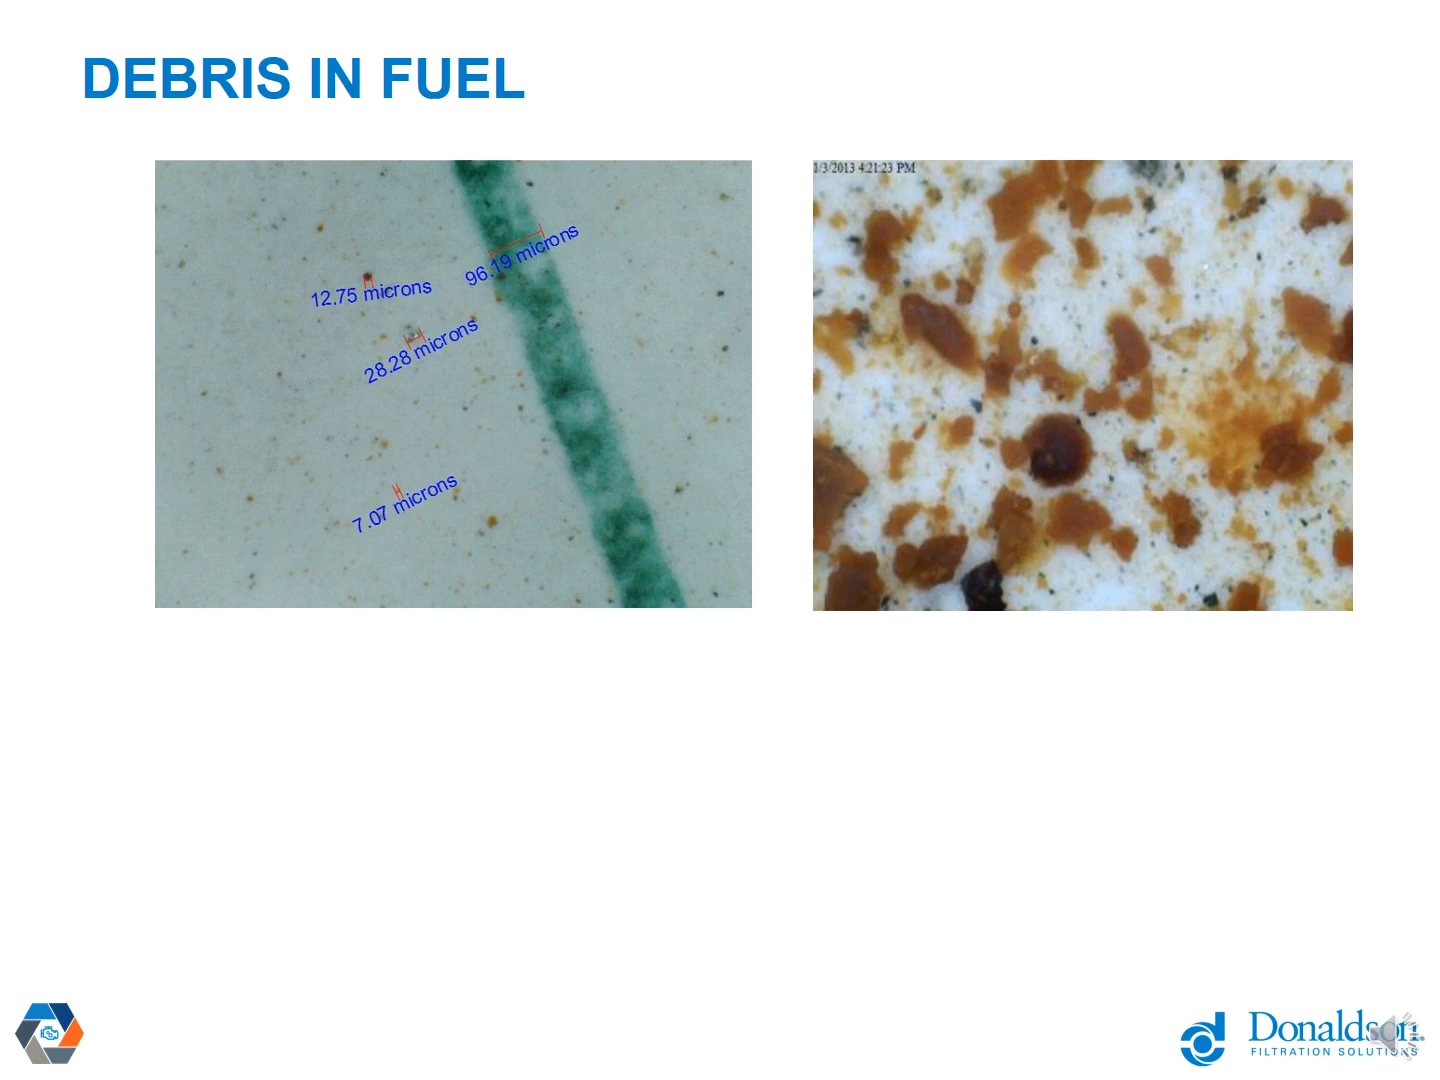 DEBRIS IN FUEL
96.19 microns
12.75 microns
28.28 microns
7.07 microns
1/3/2013 4:21:23 PM
Donaldson
FILTRATION SOLUTIONS